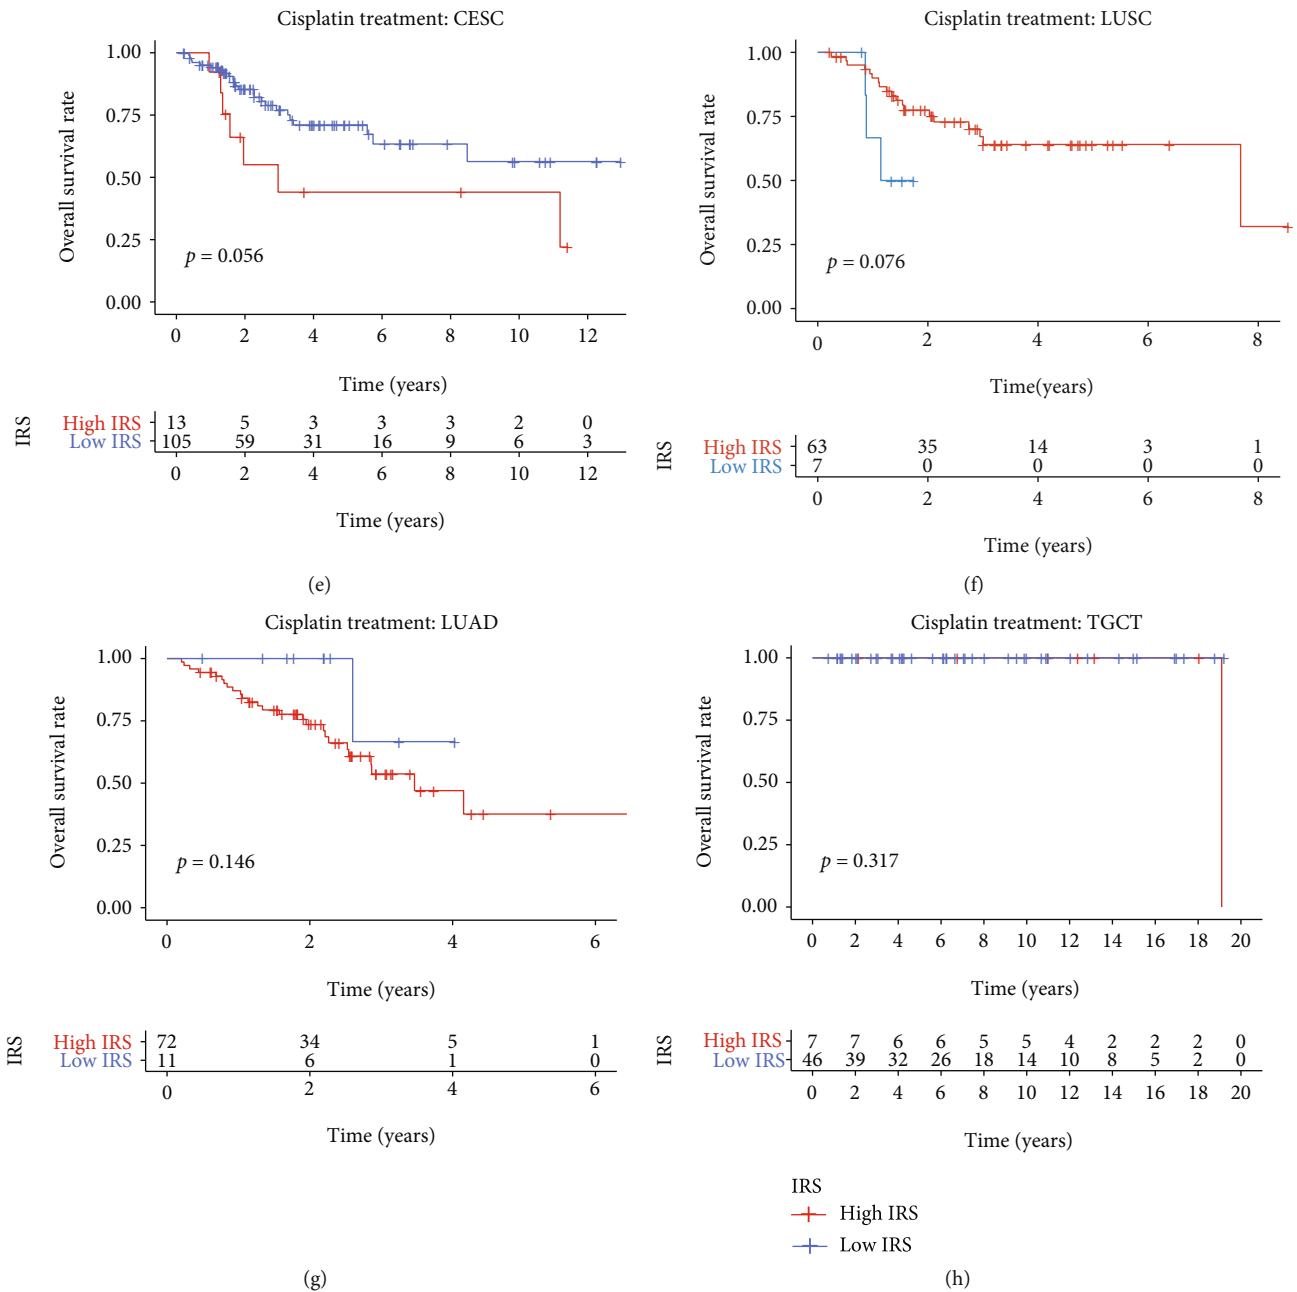 Cisplatin treatment: CESC
Overall survival rate
1.00
0.75
0.50
0.25
0.00
p = 0.056
0 2 4 6 8 10 12
Time (years)
IRS
High IRS 13 5 3 3 3 2 0
Low IRS 105 59 31 16 9 6 3
0 2 4 6 8 10 12
Time (years)
(e)
Cisplatin treatment: LUSC
Overall survival rate
1.00
0.75
0.50
0.25
0.00
p = 0.076
0 2 4 6 8
Time(years)
IRS
High IRS 63 35 14 3 1
Low IRS 7 0 0 0 0
0 2 4 6 8
Time (years)
(f)
Cisplatin treatment: LUAD
Overall survival rate
1.00
0.75
0.50
0.25
0.00
p = 0.146
0 2 4 6
Time (years)
IRS
High IRS 72 34 5 1
Low IRS 11 6 1 0
0 2 4 6
Time (years)
(g)
Cisplatin treatment: TGCT
Overall survival rate
1.00
0.75
0.50
0.25
0.00
p = 0.317
0 2 4 6 8 10 12 14 16 18 20
Time (years)
IRS
High IRS 7 7 6 6 5 5 4 2 2 2 0
Low IRS 46 39 32 26 18 14 10 8 5 2 0
0 2 4 6 8 10 12 14 16 18 20
Time (years)
IRS
High IRS
Low IRS
(h)